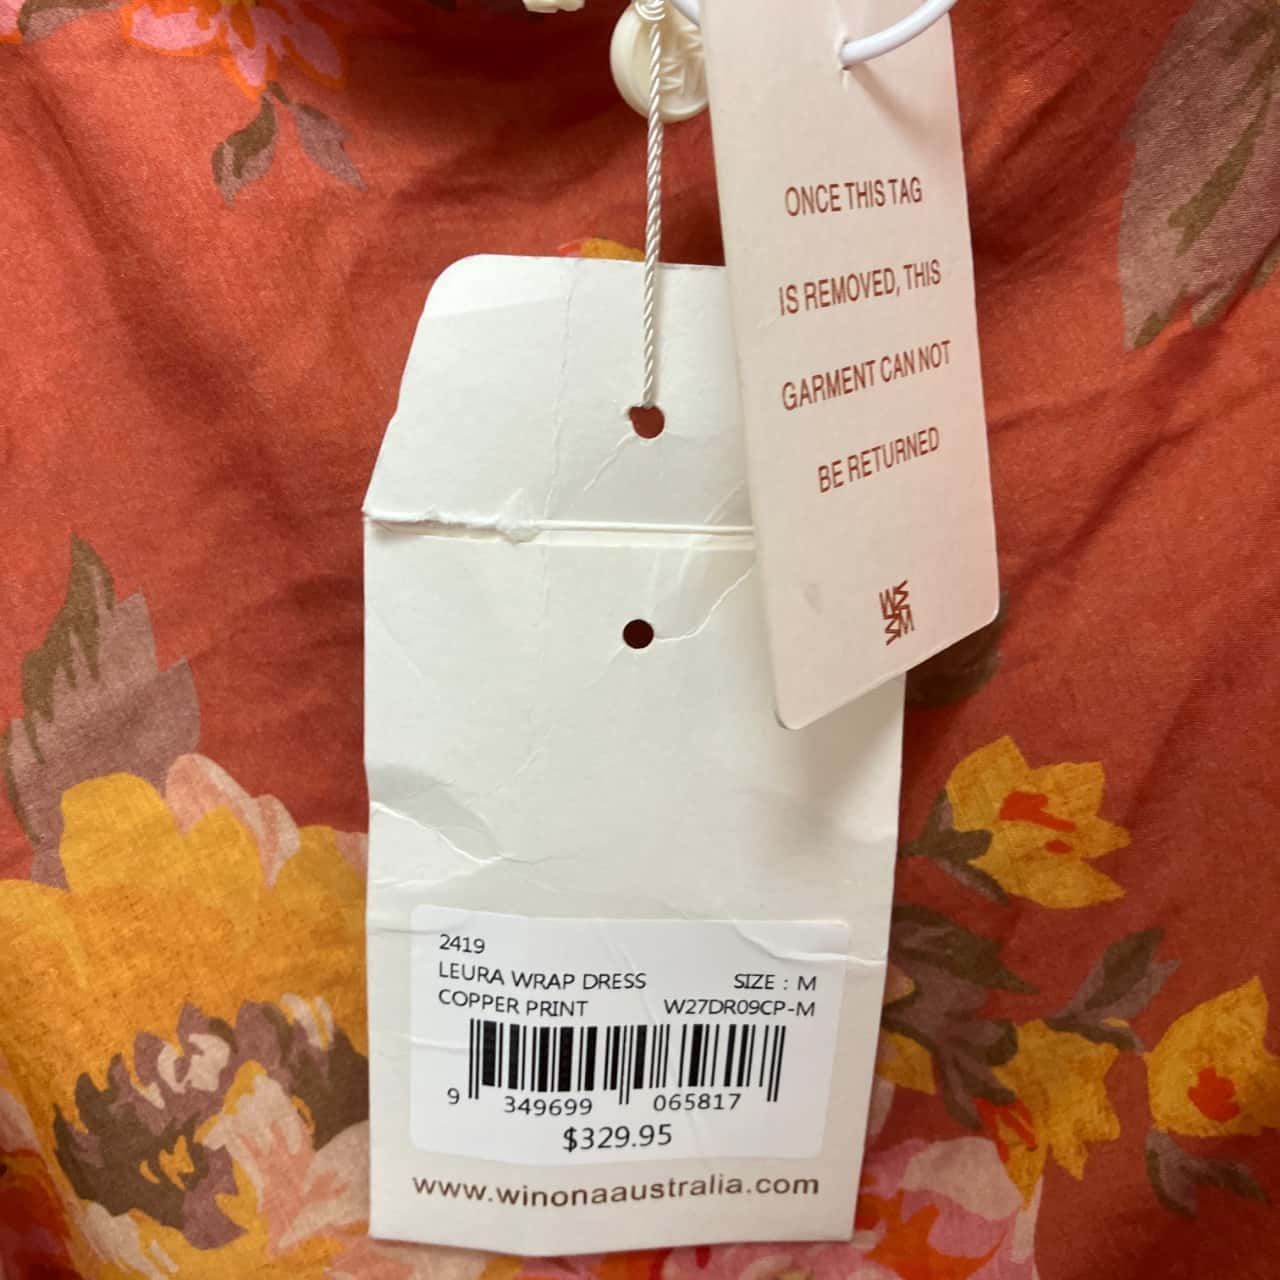 ONCE THIS TAG
IS REMOVED, THIS
GARMENT CAN NOT
BE RETURNED
2419
LEURA WRAP DRESS SIZE : M
COPPER PRINT W27DR09CP-M
9 349699 065817
$329.95
www.winonaaustralia.com